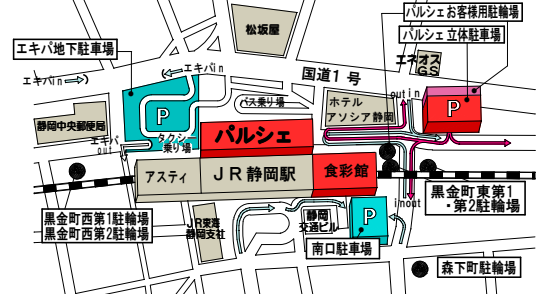 パルシェお客様用駐輪場
パルシェ立体駐車場
松坂屋
エキパ地下駐車場
エネオス
GS
エキパin
エキパin
国道1号
out
in
P
バス乗り場
ホテル
アソシア静岡
P
静岡中央郵便局
タクシー
乗り場
エキパ
out
パルシェ
アスティ
JR静岡駅
食彩館
黒金町東第1
・第2駐輪場
in
out
黒金町西第1駐輪場
黒金町西第2駐輪場
JR東海
静岡支社
静岡
交通ビル
P
南口駐車場
森下町駐輪場